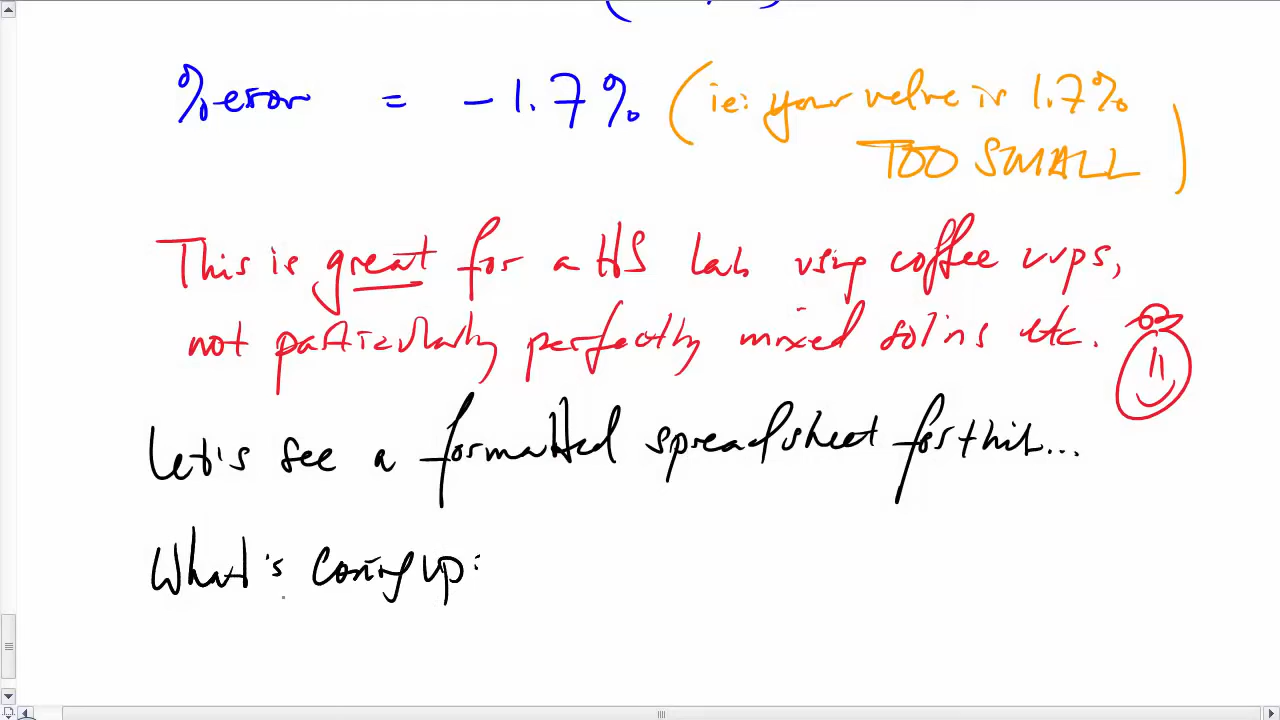 %error = -1.7% (ie: your value is 1.7%
TOO SMALL)
This is great for a HS lab using coffee cups,
not particularly perfectly mixed sol'ns etc.
Let's see a formatted spreadsheet for this...
What's coming up: